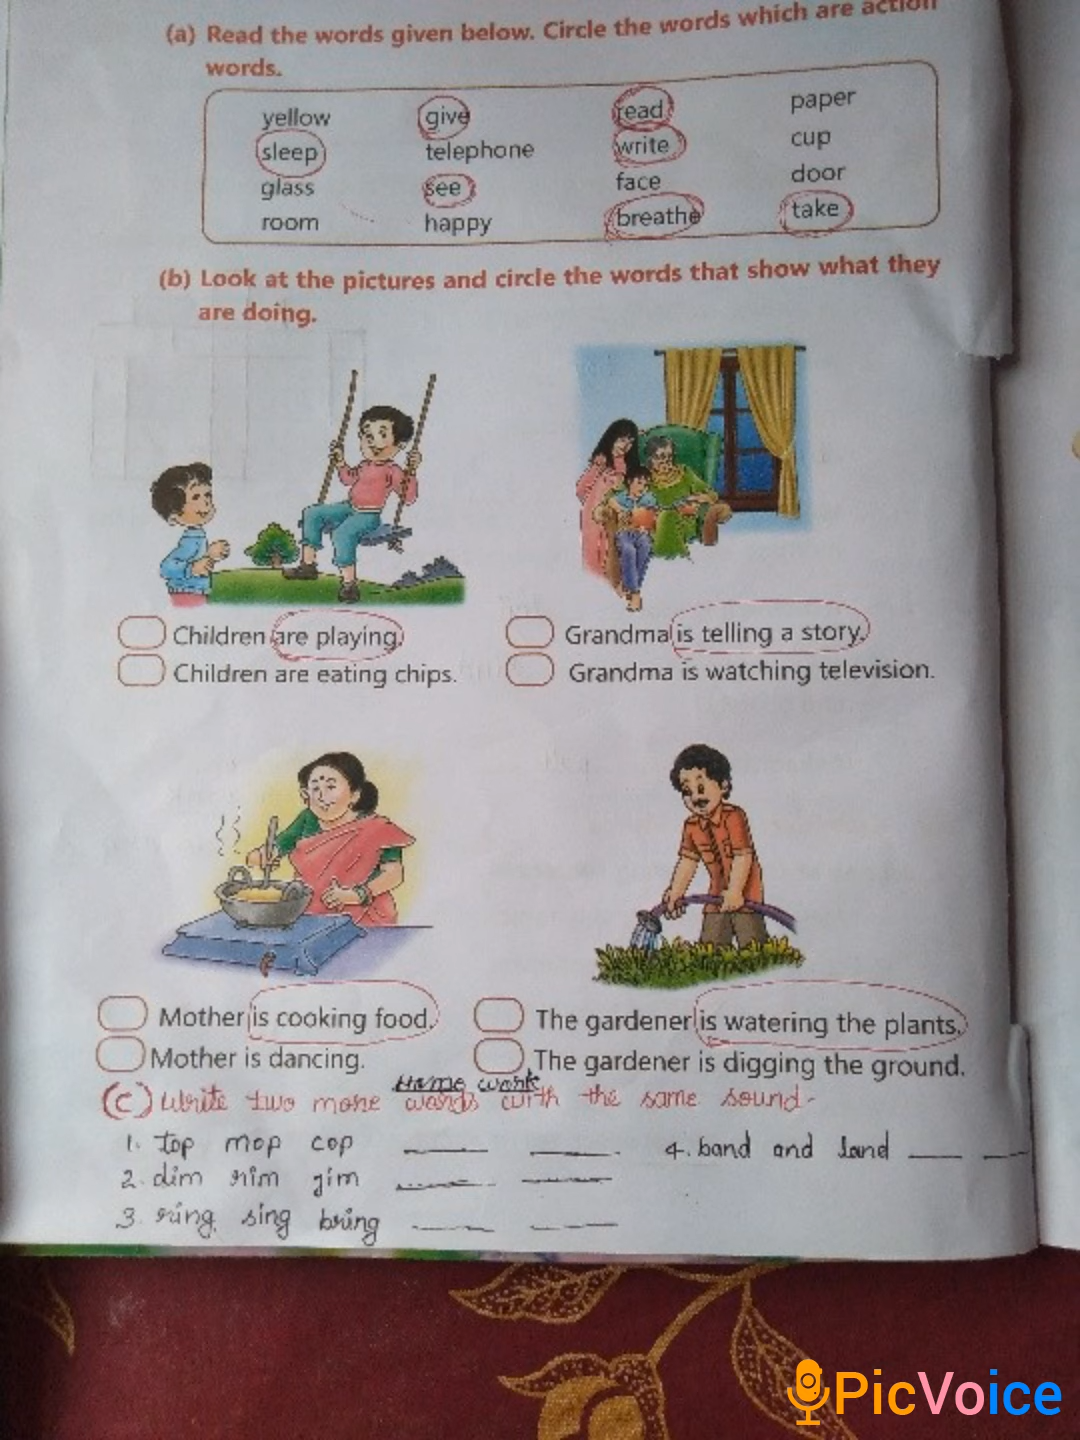 (a) Read the words given below. Circle the words which are action
words.
yellow give read paper
sleep telephone write cup
glass see face door
room happy breathe take
(b) Look at the pictures and circle the words that show what they
are doing.
Children are playing. Grandma is telling a story.
Children are eating chips. Grandma is watching television.
Mother is cooking food. The gardener is watering the plants.
Mother is dancing. The gardener is digging the ground.
Home work
(C) Write two more words with the same sound-
1. top mop cop 4. band and land
2. dim rim jim
3. ring sing bring
PicVoice